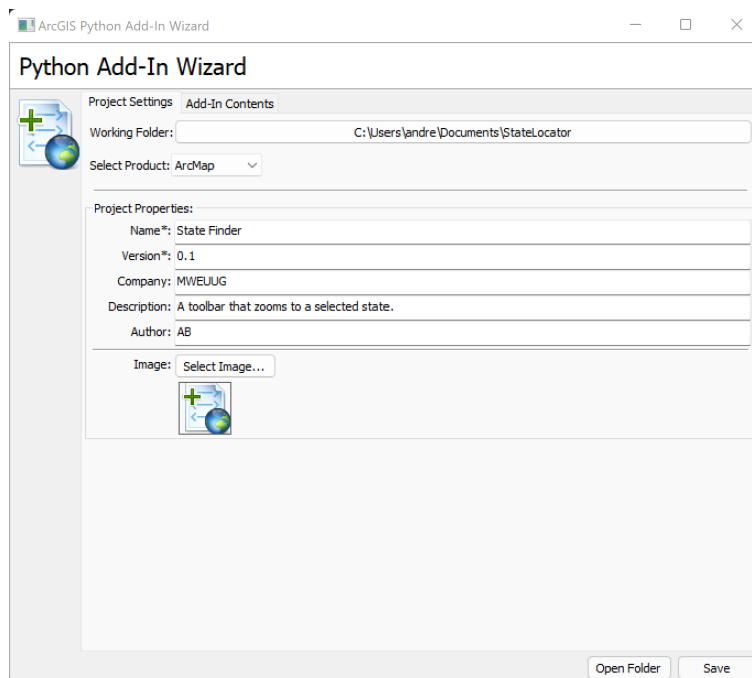 ArcGIS Python Add-In Wizard
Python Add-In Wizard
Project Settings Add-In Contents
Working Folder: C:\Users\andre\Documents\StateLocator
Select Product: ArcMap
Project Properties:
Name*: State Finder
Version*: 0.1
Company: MWEUUG
Description: A toolbar that zooms to a selected state.
Author: AB
Image: Select Image...
Open Folder Save